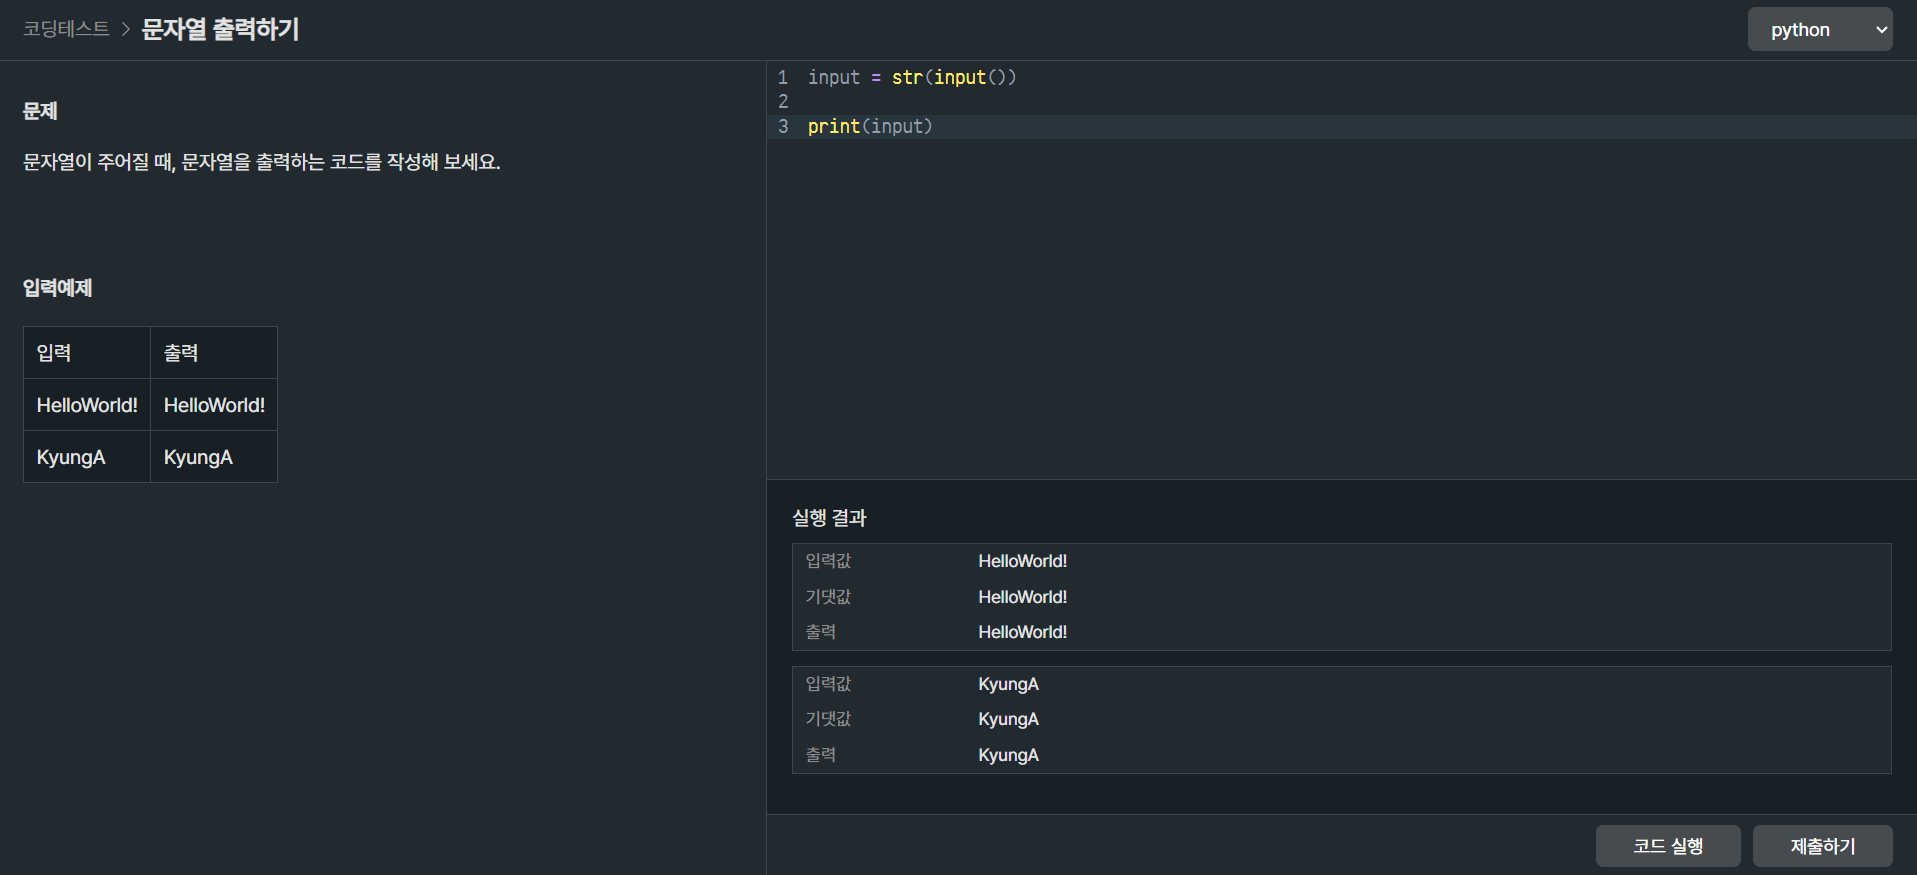 코딩테스트 > 문자열 출력하기
python
문제
문자열이 주어질 때, 문자열을 출력하는 코드를 작성해 보세요.
입력예제
입력 출력
HelloWorld! HelloWorld!
KyungA KyungA
1 input = str(input())
2
3 print(input)
실행 결과
입력값 HelloWorld!
기댓값 HelloWorld!
출력 HelloWorld!
입력값 KyungA
기댓값 KyungA
출력 KyungA
코드 실행 제출하기